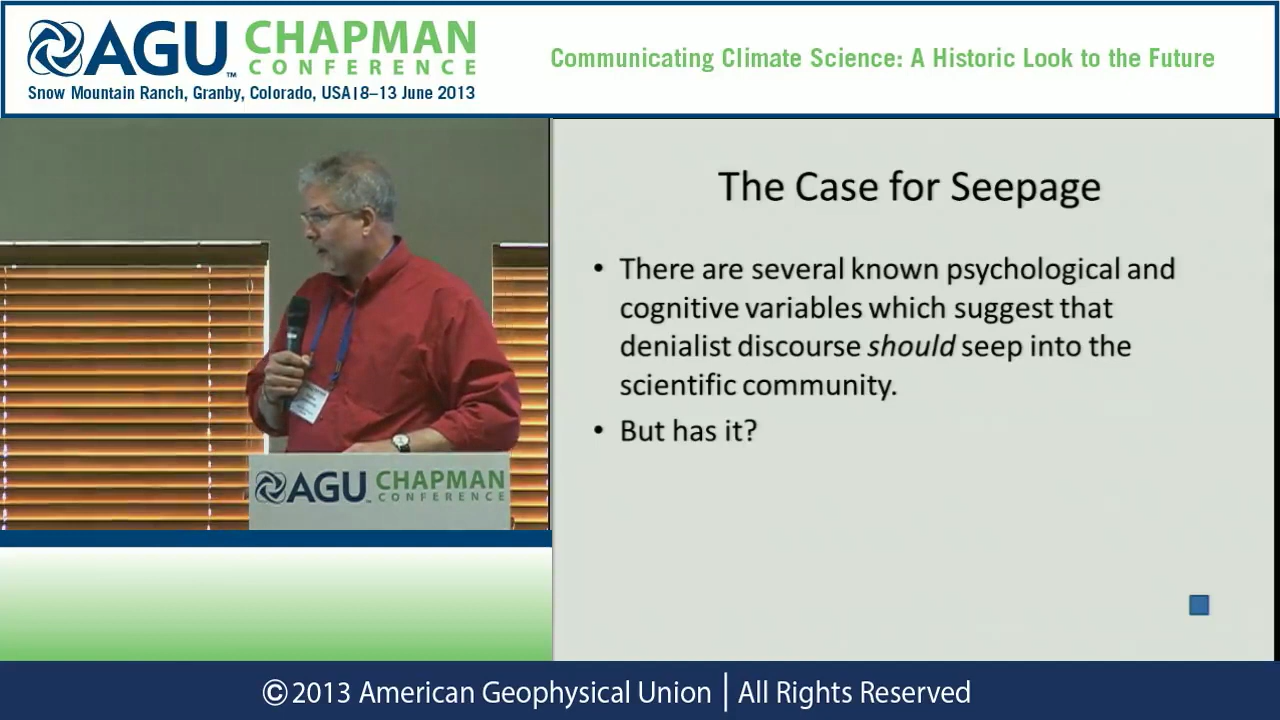 AGU CHAPMAN
CONFERENCE
™
Snow Mountain Ranch, Granby, Colorado, USA|8–13 June 2013
Communicating Climate Science: A Historic Look to the Future
The Case for Seepage
• There are several known psychological and
cognitive variables which suggest that
denialist discourse should seep into the
scientific community.
• But has it?
AGU CHAPMAN
CONFERENCE
©2013 American Geophysical Union | All Rights Reserved